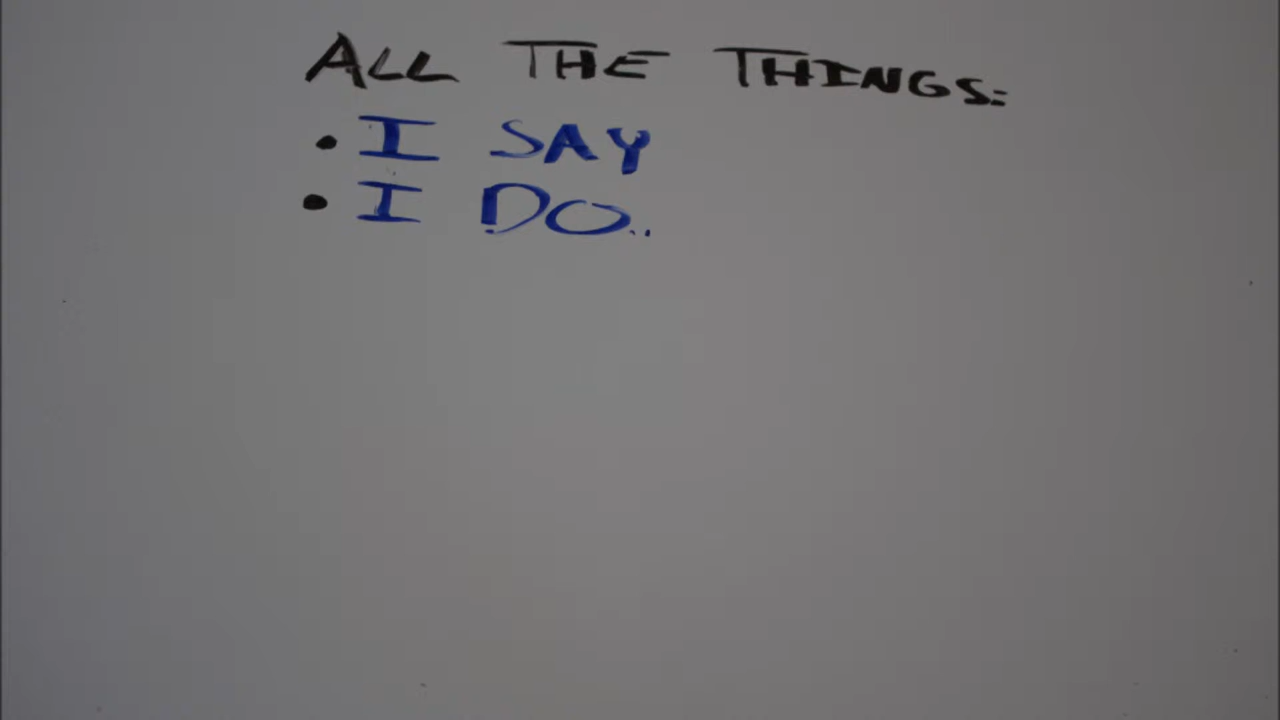 ALL THE THINGS:
• I SAY
• I DO..